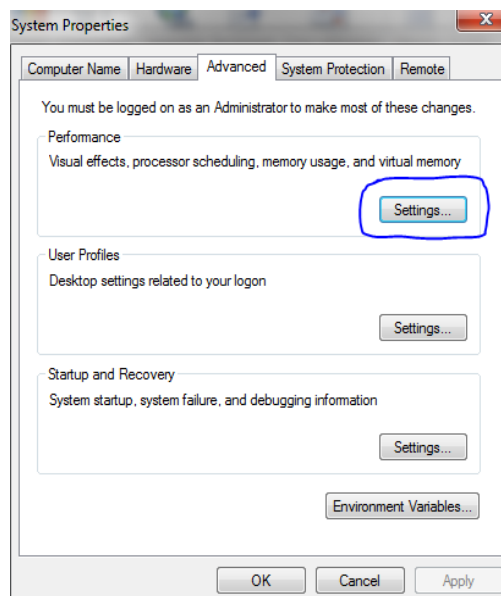 System Properties
Computer Name Hardware Advanced System Protection Remote
You must be logged on as an Administrator to make most of these changes.
Performance
Visual effects, processor scheduling, memory usage, and virtual memory
Settings...
User Profiles
Desktop settings related to your logon
Settings...
Startup and Recovery
System startup, system failure, and debugging information
Settings...
Environment Variables...
OK Cancel Apply